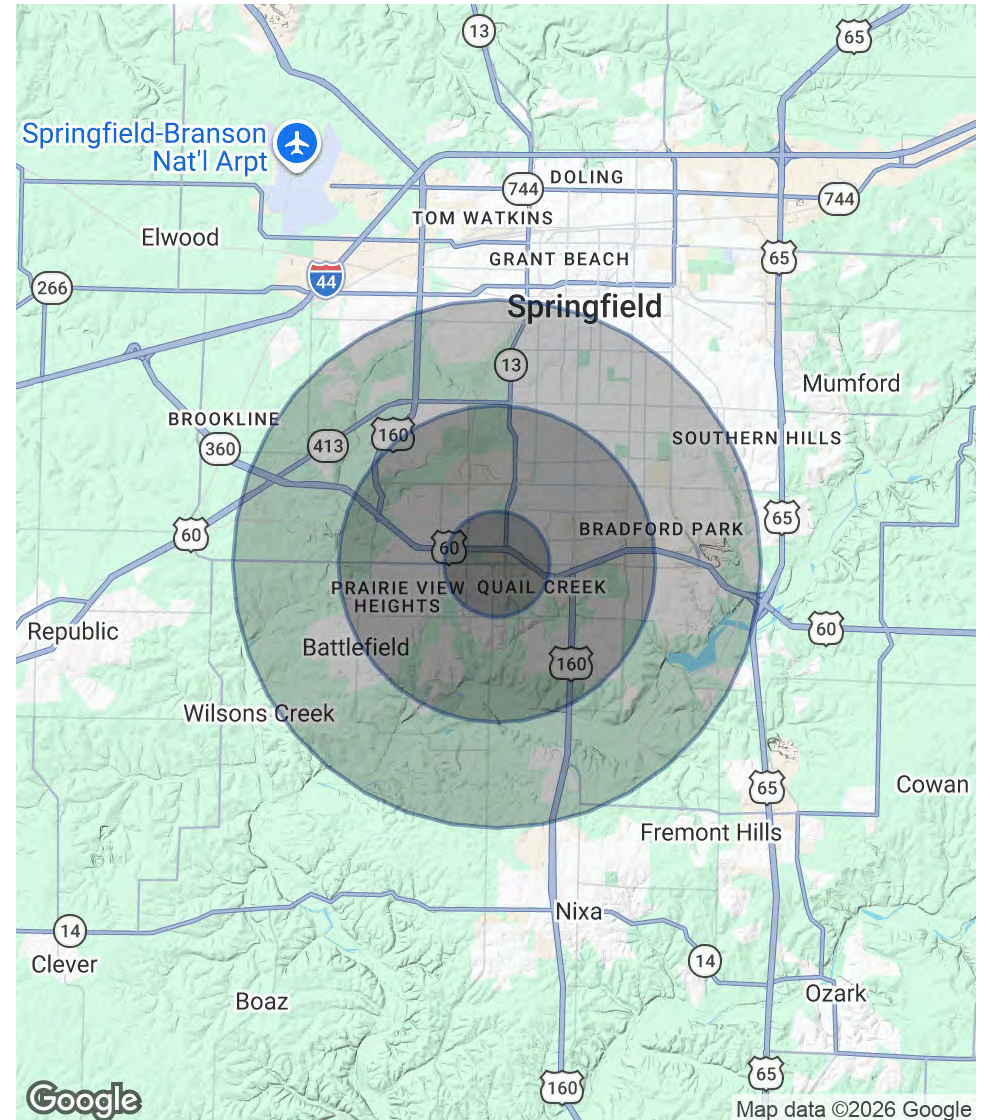 13
65
Springfield-Branson
Nat'l Arpt
DOLING
744
744
TOM WATKINS
Elwood
GRANT BEACH
65
44
266
Springfield
13
Mumford
BROOKLINE
160
SOUTHERN HILLS
413
360
65
BRADFORD PARK
60
60
PRAIRIE VIEW
HEIGHTS
QUAIL CREEK
Republic
60
Battlefield
160
Wilsons Creek
65
Cowan
Fremont Hills
Nixa
14
Clever
14
Boaz
Ozark
160
65
Google
Map data ©2026 Google